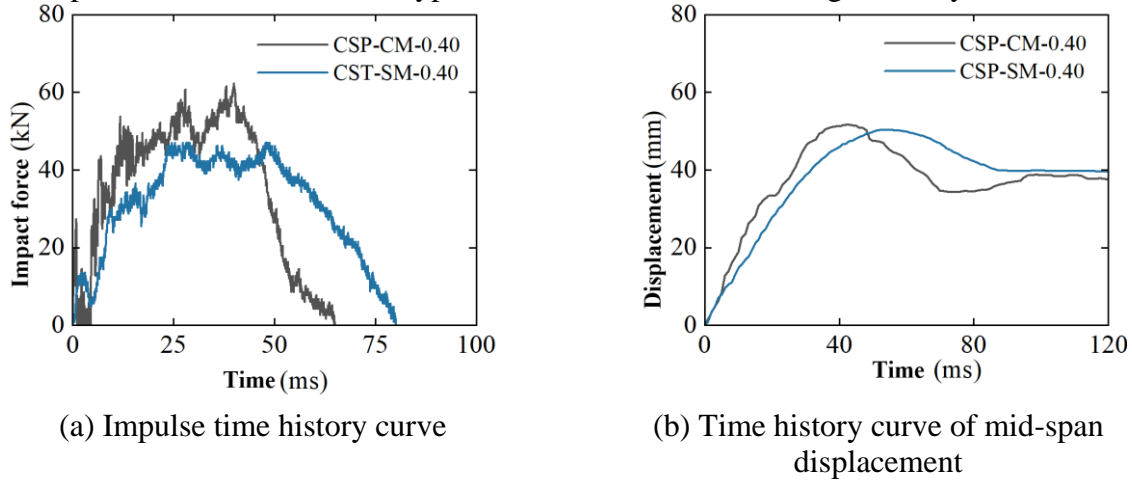 80
60
40
20
0
Impact force (kN)
CSP-CM-0.40
CST-SM-0.40
0 25 50 75 100
Time (ms)
(a) Impulse time history curve
80
60
40
20
0
Displacement (mm)
CSP-CM-0.40
CSP-SM-0.40
0 40 80 120
Time (ms)
(b) Time history curve of mid-span
displacement